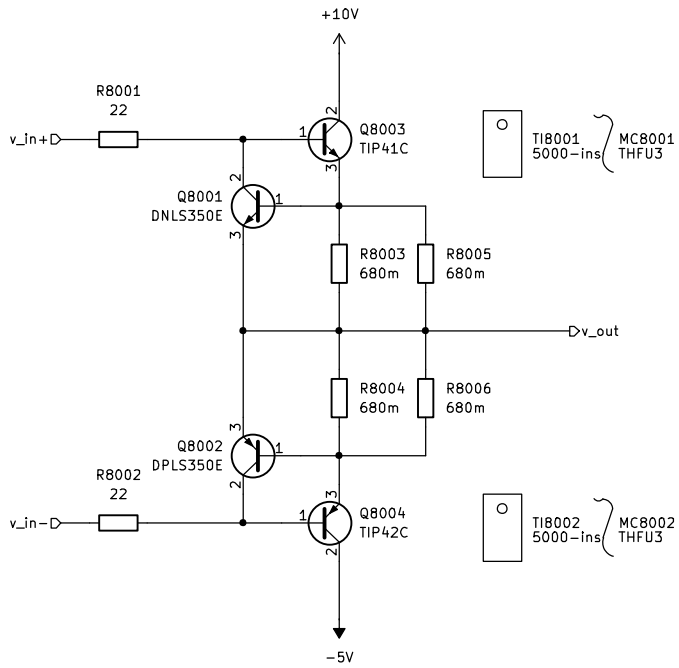 +10V
R8001
22
v_in+
2
1
Q8003
TIP41C
3
TI8001
5000-ins
MC8001
THFU3
2
Q8001
DNLS350E
1
3
R8003
680m
R8005
680m
v_out
R8004
680m
R8006
680m
3
Q8002
DPLS350E
1
2
R8002
22
v_in-
3
1
Q8004
TIP42C
2
TI8002
5000-ins
MC8002
THFU3
-5V